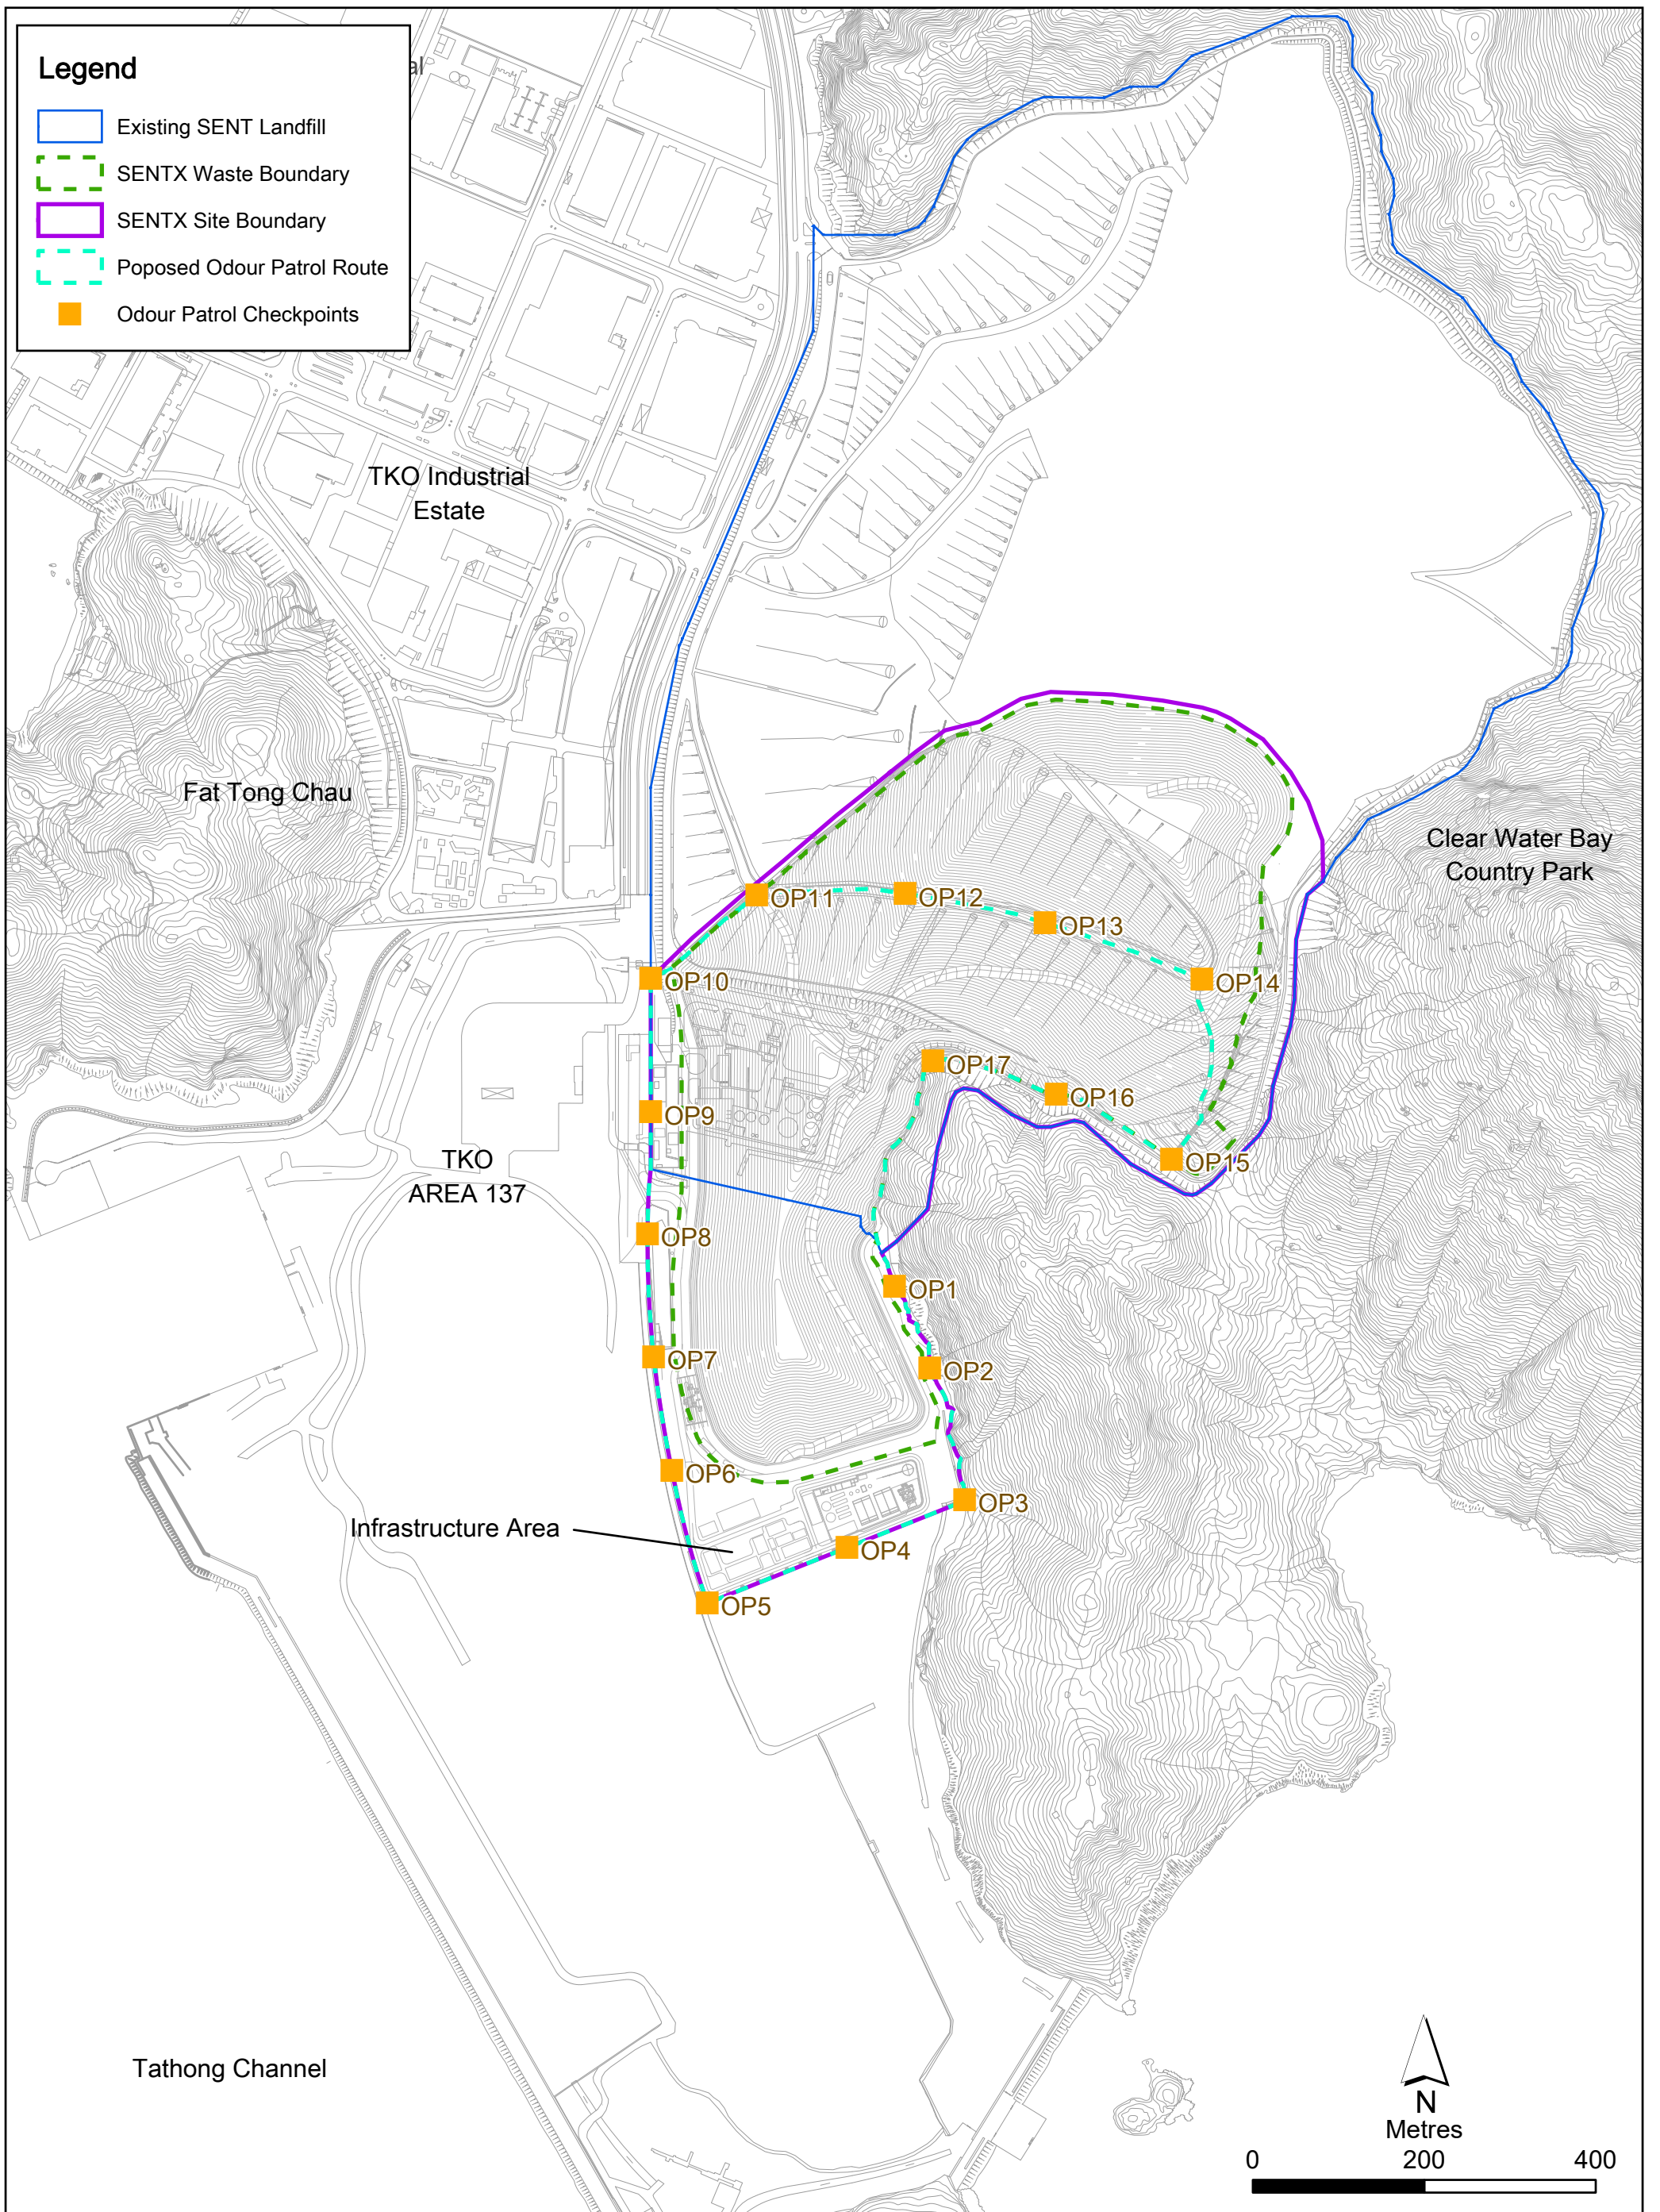 Legend
al
Existing SENT Landfill
SENTX Waste Boundary
SENTX Site Boundary
Poposed Odour Patrol Route
Odour Patrol Checkpoints
TKO Industrial
Estate
Fat Tong Chau
Clear Water Bay
Country Park
OP11
OP12
OP13
OP10
OP14
OP17
OP16
OP9
OP15
TKO
AREA 137
OP8
OP1
OP7
OP2
OP6
OP3
Infrastructure Area
OP4
OP5
Tathong Channel
N
Metres
0 200 400